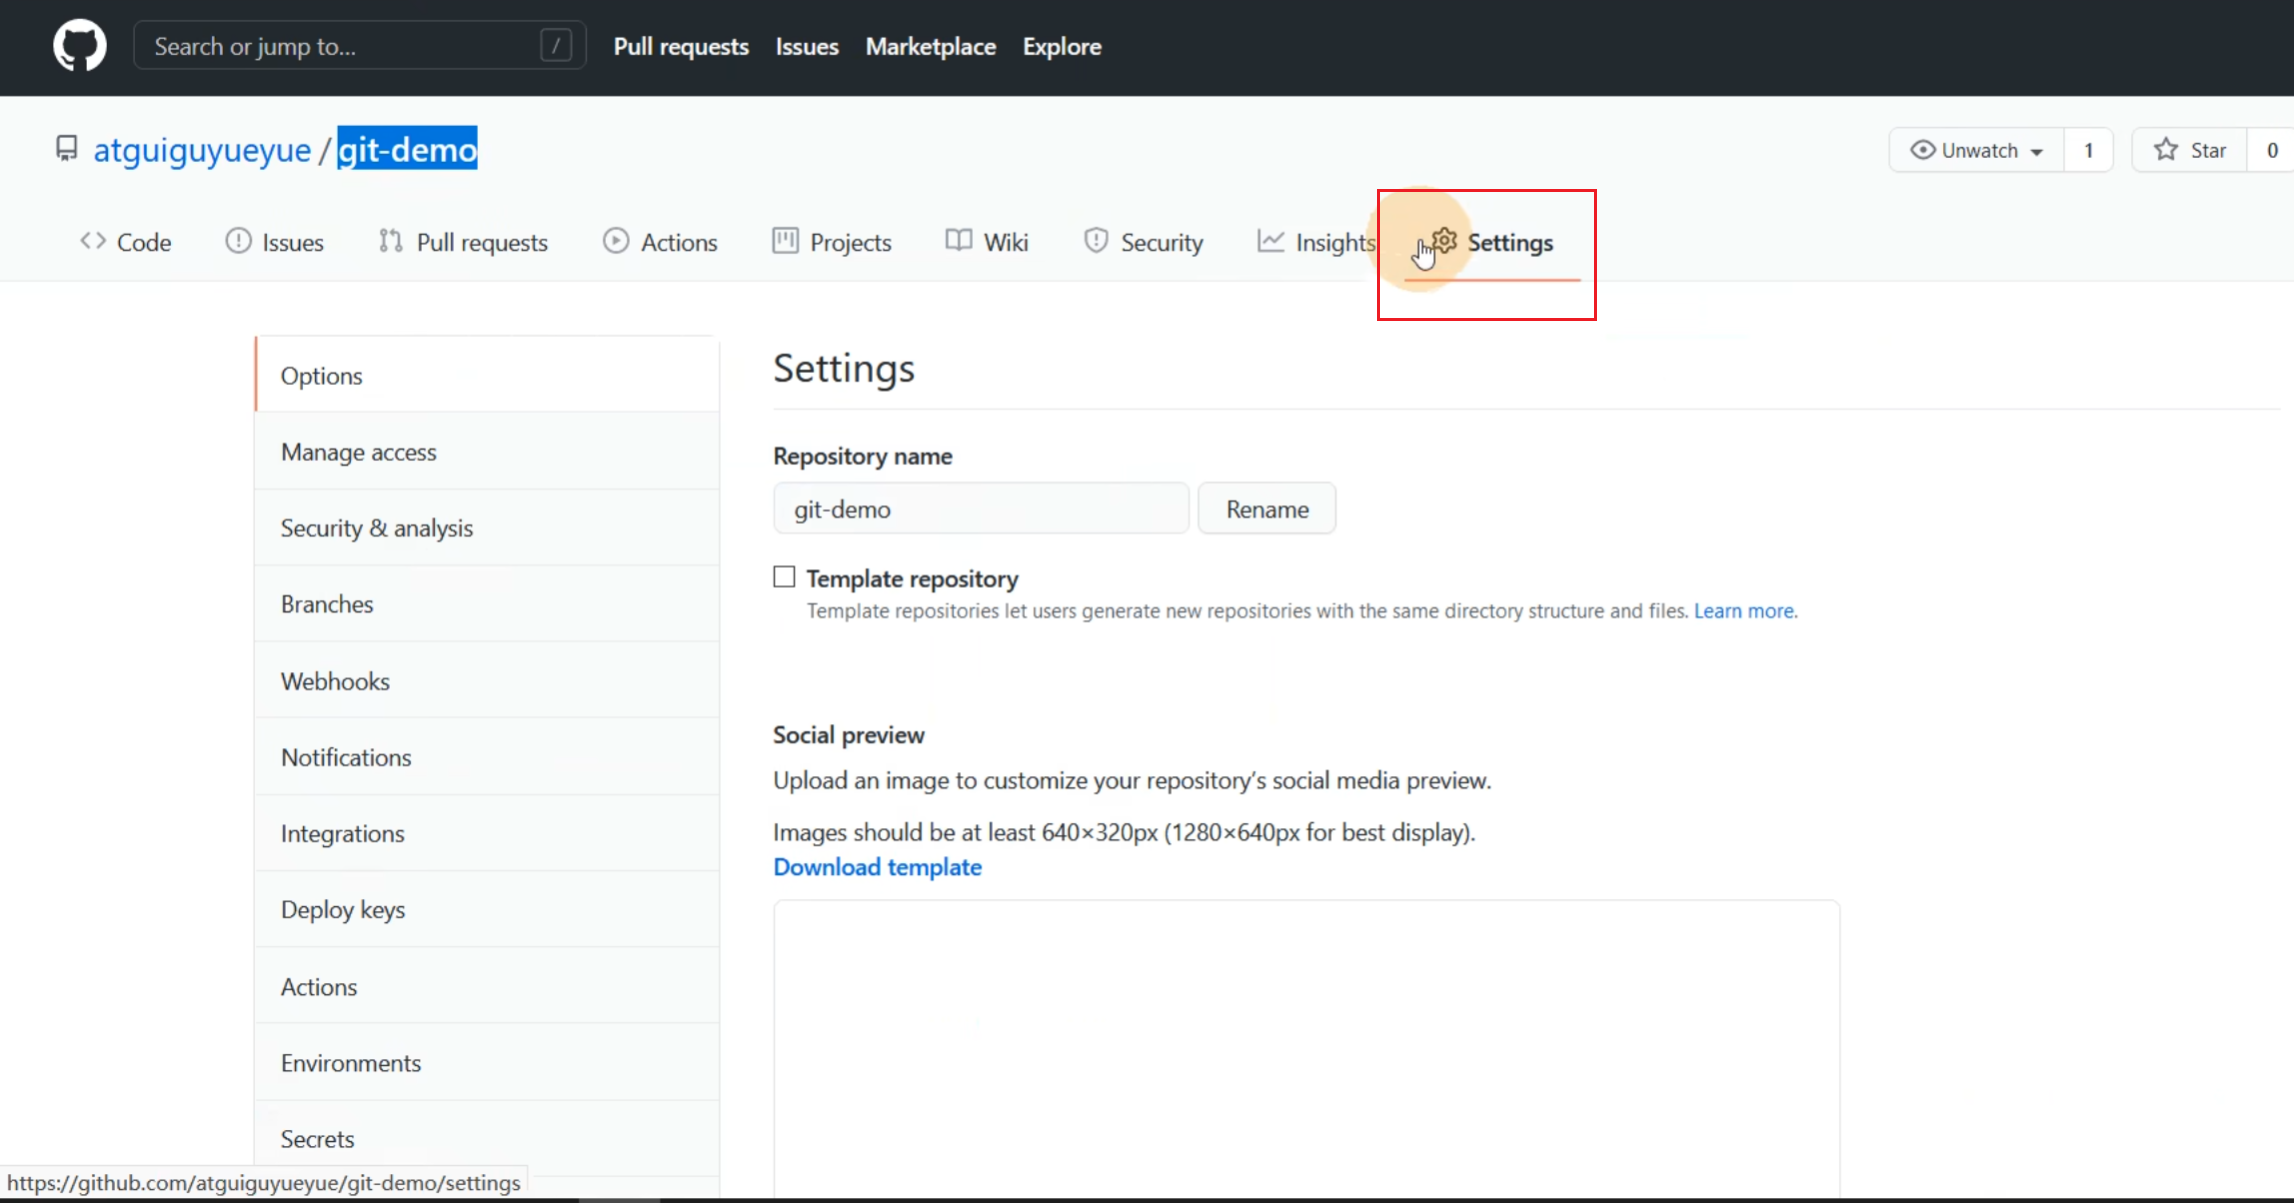 Search or jump to... / Pull requests Issues Marketplace Explore
atguiguyueyue / git-demo Unwatch 1 Star 0
Code Issues Pull requests Actions Projects Wiki Security Insights Settings
Options
Manage access
Security & analysis
Branches
Webhooks
Notifications
Integrations
Deploy keys
Actions
Environments
Secrets
Settings
Repository name
git-demo Rename
Template repository
Template repositories let users generate new repositories with the same directory structure and files. Learn more.
Social preview
Upload an image to customize your repository's social media preview.
Images should be at least 640×320px (1280×640px for best display).
Download template
https://github.com/atguiguyueyue/git-demo/settings